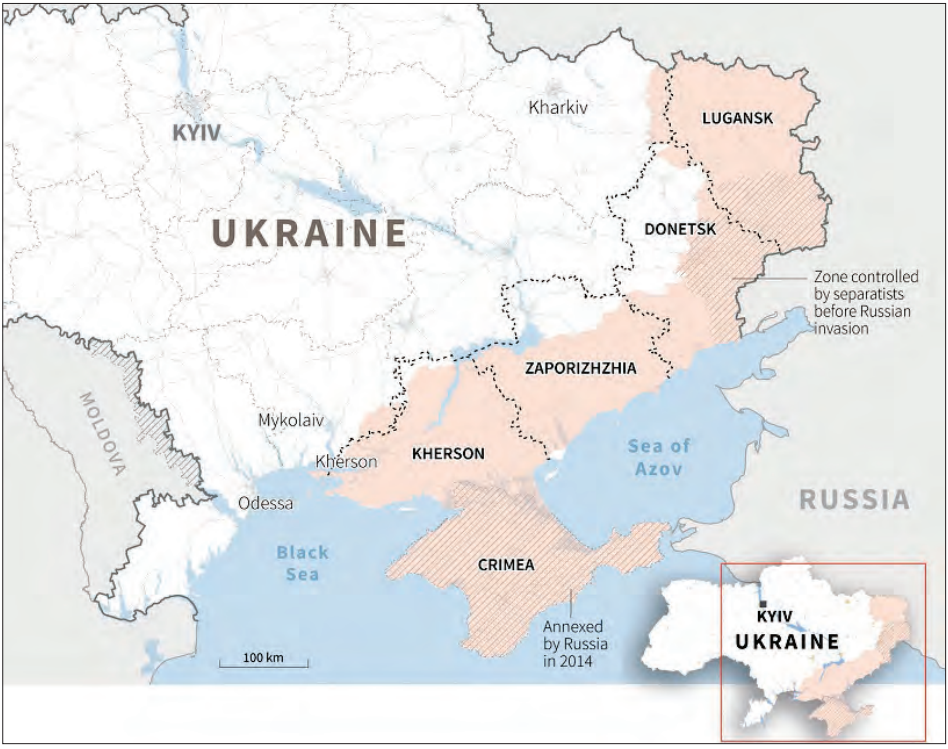 Kharkiv
LUGANSK
KYIV
UKRAINE
DONETSK
Zone controlled
by separatists
before Russian
invasion
ZAPORIZHZHIA
MOLDOVA
Mykolaiv
Kherson
KHERSON
Sea of
Azov
Odessa
RUSSIA
Black
Sea
CRIMEA
Annexed
by Russia
in 2014
100 km
KYIV
UKRAINE